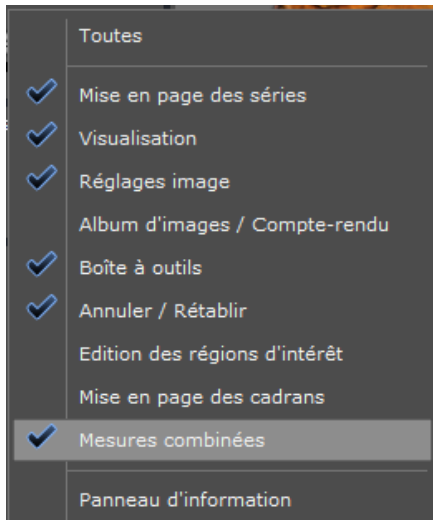 Toutes
Mise en page des séries
Visualisation
Réglages image
Album d'images / Compte-rendu
Boîte à outils
Annuler / Rétablir
Edition des régions d'intérêt
Mise en page des cadrans
Mesures combinées
Panneau d'information